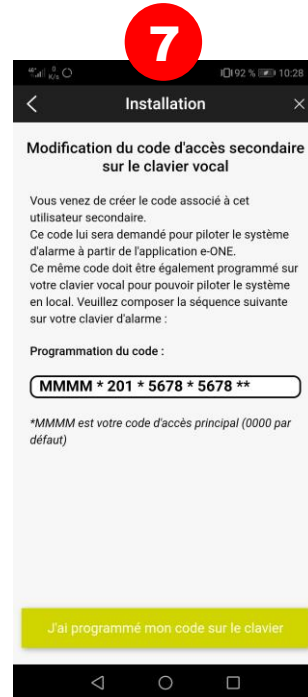 7
4G 0 K/s 92 % 10:28
Installation ×
Modification du code d'accès secondaire
sur le clavier vocal
Vous venez de créer le code associé à cet
utilisateur secondaire.
Ce code lui sera demandé pour piloter le système
d'alarme à partir de l'application e-ONE.
Ce même code doit être également programmé sur
votre clavier vocal pour pouvoir piloter le système
en local. Veuillez composer la séquence suivante
sur votre clavier d'alarme :
Programmation du code :
MMMM * 201 * 5678 * 5678 **
*MMMM est votre code d'accès principal (0000 par
défaut)
J'ai programmé mon code sur le clavier